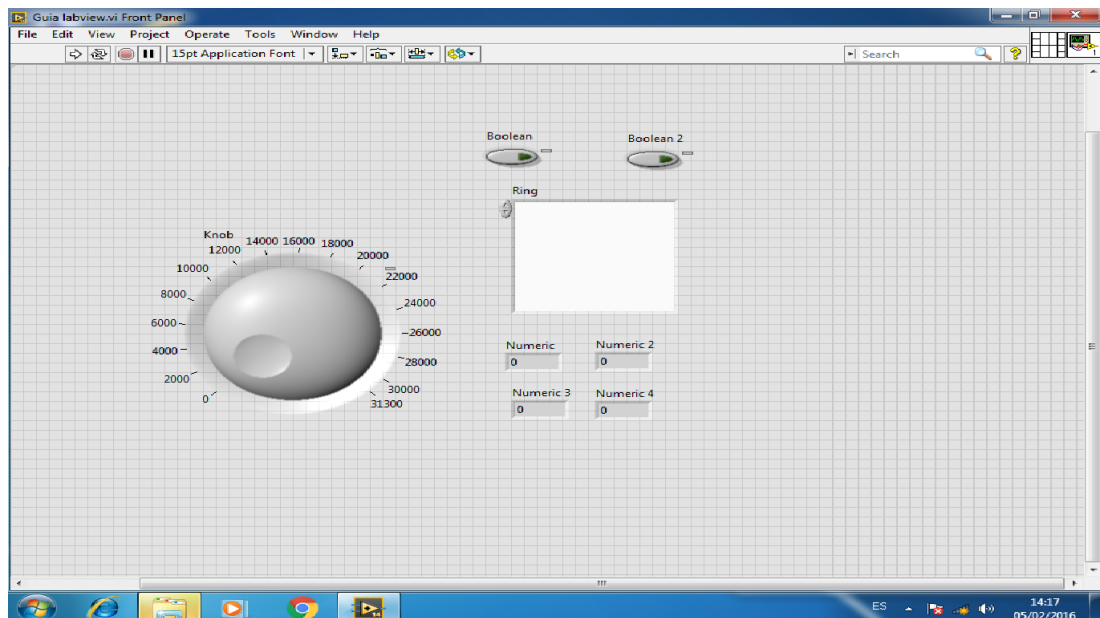 Guia labview.vi Front Panel
File Edit View Project Operate Tools Window Help
15pt Application Font
Search
1
Boolean
Boolean 2
Ring
Knob
0
2000
4000
6000
8000
10000
12000
14000
16000
18000
20000
22000
24000
26000
28000
30000
31300
Numeric
Numeric 2
0
0
Numeric 3
Numeric 4
0
0
ES
14:17
05/02/2016